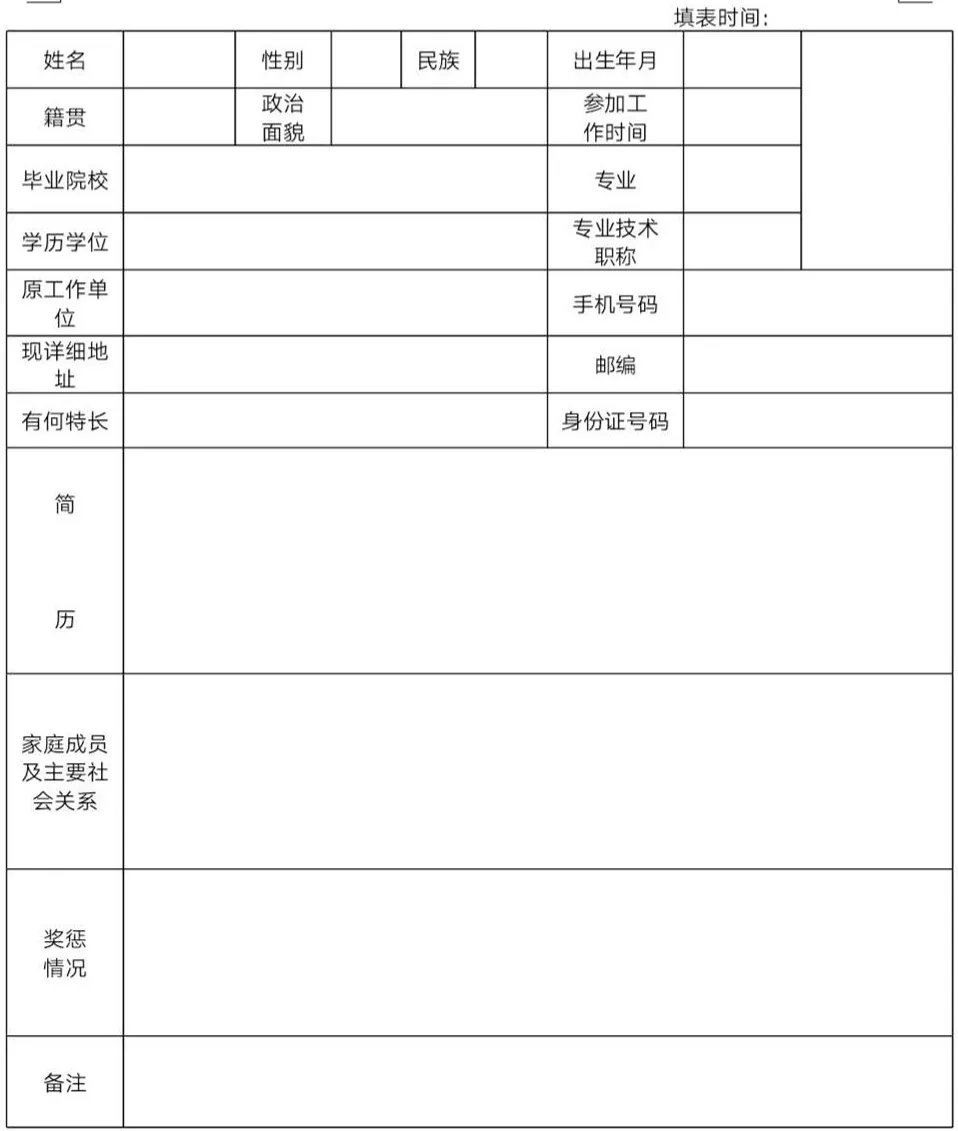 填表时间：
姓名 性别 民族 出生年月
籍贯 政治面貌 参加工作时间
毕业院校 专业
学历学位 专业技术职称
原工作单位 手机号码
现详细地址 邮编
有何特长 身份证号码
简
历
家庭成员
及主要社
会关系
奖惩
情况
备注